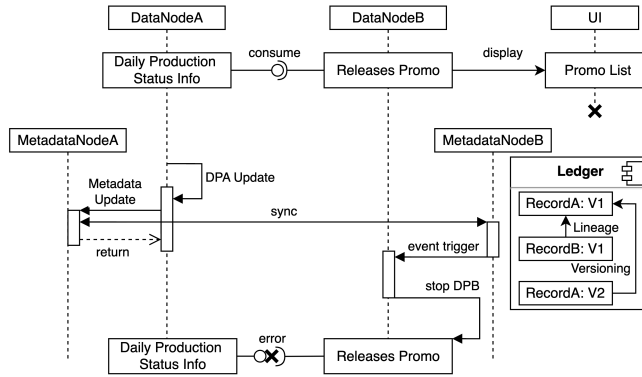 DataNodeA
DataNodeB
UI
Daily Production
Status Info
consume
Releases Promo
display
Promo List
MetadataNodeA
MetadataNodeB
DPA Update
Metadata
Update
sync
return
event trigger
stop DPB
Ledger
RecordA: V1
Lineage
RecordB: V1
Versioning
RecordA: V2
Daily Production
Status Info
error
Releases Promo